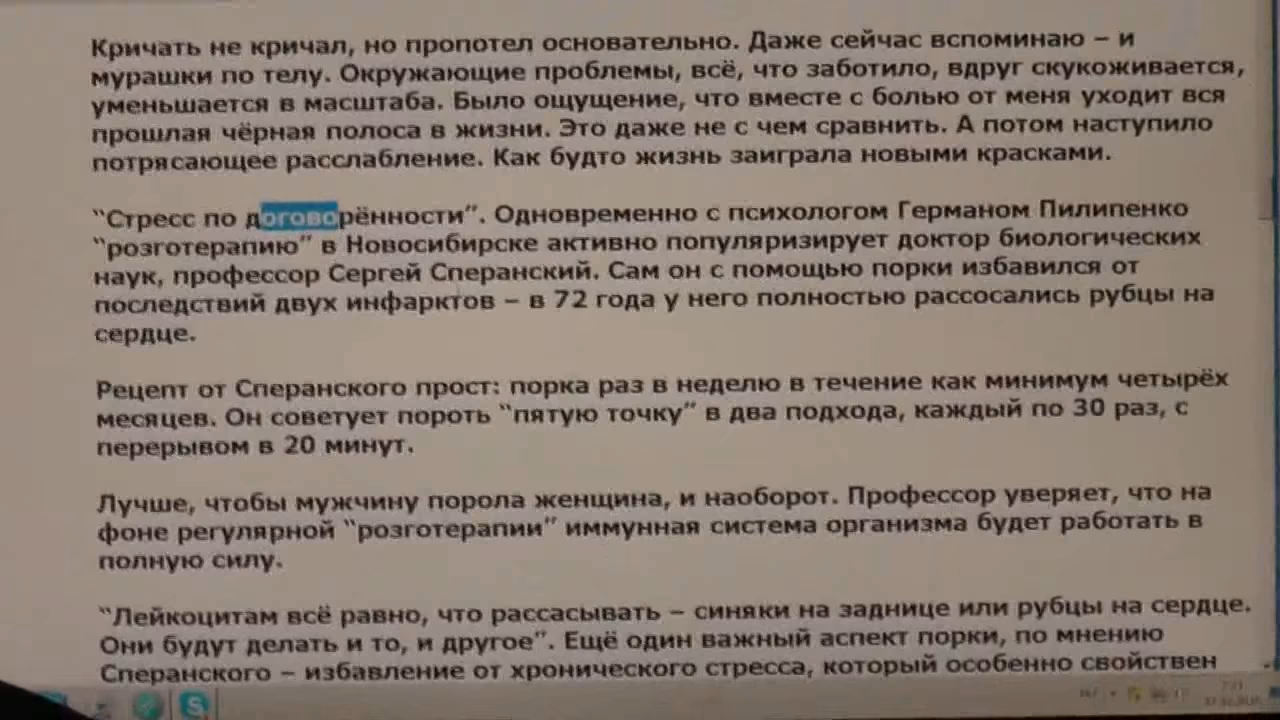 Кричать не кричал, но пропотел основательно. Даже сейчас вспоминаю – и
мурашки по телу. Окружающие проблемы, всё, что заботило, вдруг скукоживается,
уменьшается в масштаба. Было ощущение, что вместе с болью от меня уходит вся
прошлая чёрная полоса в жизни. Это даже не с чем сравнить. А потом наступило
потрясающее расслабление. Как будто жизнь заиграла новыми красками.
“Стресс по договорённости”. Одновременно с психологом Германом Пилипенко
“розготерапию” в Новосибирске активно популяризирует доктор биологических
наук, профессор Сергей Сперанский. Сам он с помощью порки избавился от
последствий двух инфарктов – в 72 года у него полностью рассосались рубцы на
сердце.
Рецепт от Сперанского прост: порка раз в неделю в течение как минимум четырёх
месяцев. Он советует пороть “пятую точку” в два подхода, каждый по 30 раз, с
перерывом в 20 минут.
Лучше, чтобы мужчину порола женщина, и наоборот. Профессор уверяет, что на
фоне регулярной “розготерапии” иммунная система организма будет работать в
полную силу.
“Лейкоцитам всё равно, что рассасывать – синяки на заднице или рубцы на сердце.
Они будут делать и то, и другое”. Ещё один важный аспект порки, по мнению
Сперанского – избавление от хронического стресса, который особенно свойствен